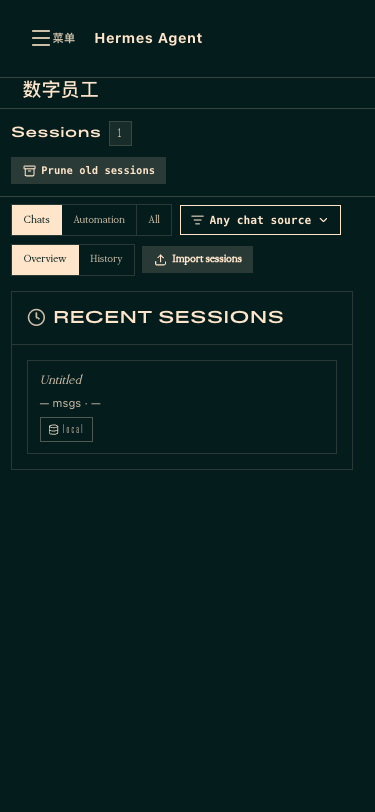 菜单 Hermes Agent
数字员工
Sessions 1
Prune old sessions
Chats Automation All Any chat source
Overview History Import sessions
RECENT SESSIONS
Untitled
— msgs · —
local